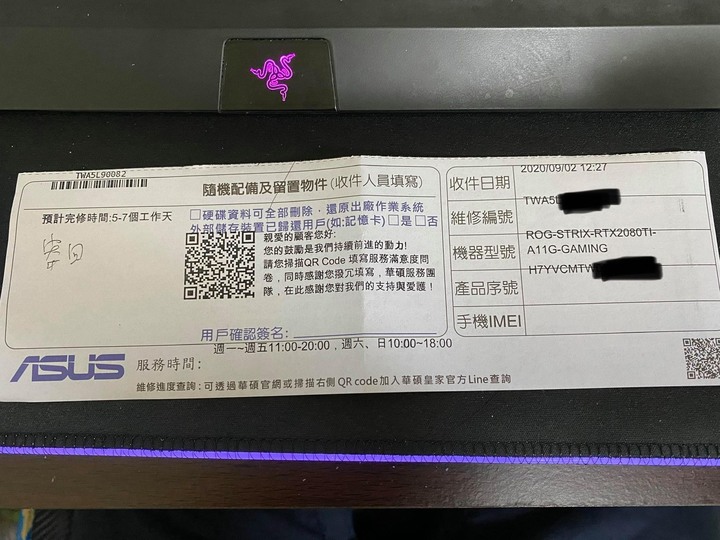 TWA5L90082
隨機配備及留置物件(收件人員填寫)
預計完修時間:5-7個工作天
□硬碟資料可全部刪除，還原出廠作業系統
外部儲存裝置已歸還用戶(如:記憶卡)□是□否
親愛的顧客您好:
您的鼓勵是我們持續前進的動力!
請您掃描QR Code 填寫服務滿意度問
卷，同時感謝您撥冗填寫，華碩服務團
隊，在此感謝您對我們的支持與愛護！
用戶確認簽名:
收件日期 2020/09/02 12:27
維修編號 TWA5
機器型號 ROG-STRIX-RTX2080TI-
A11G-GAMING
產品序號 H7YVCMTW
手機IMEI
ASUS 服務時間: 週一~週五11:00-20:00，週六、日10:00~18:00
維修進度查詢:可透過華碩官網或掃描右側QR code加入華碩皇家官方Line查詢